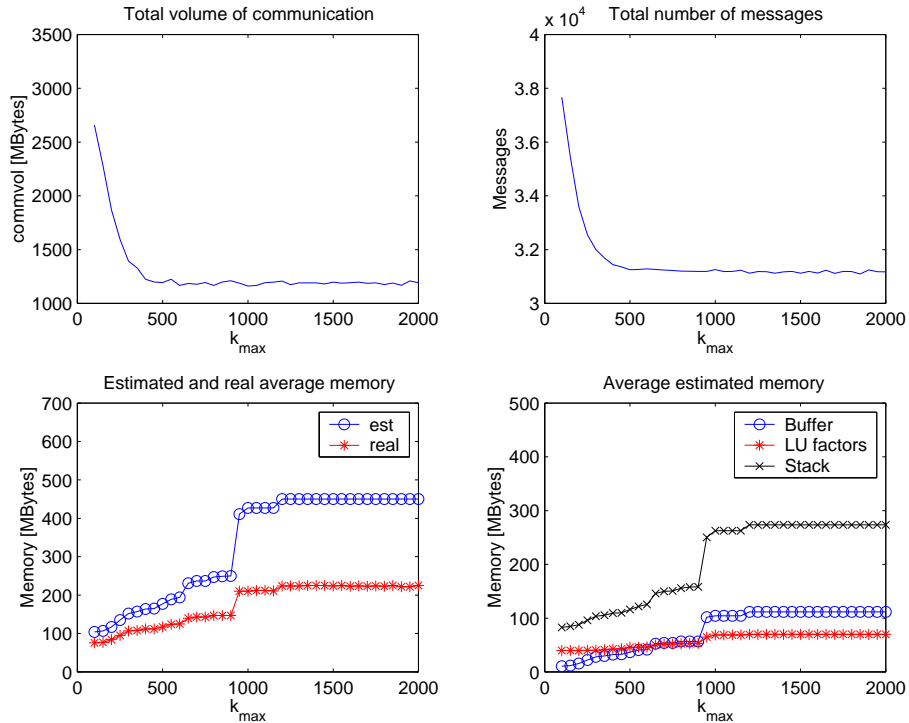 Total volume of communication
3500
3000
2500
2000
1500
1000
commvol [MBytes]
0 500 1000 1500 2000
k_max
Total number of messages
x 10^4
4
3.8
3.6
3.4
3.2
3
Messages
0 500 1000 1500 2000
k_max
Estimated and real average memory
700
600
500
400
300
200
100
0
Memory [MBytes]
est
real
0 500 1000 1500 2000
k_max
Average estimated memory
500
400
300
200
100
0
Memory [MBytes]
Buffer
LU factors
Stack
0 500 1000 1500 2000
k_max